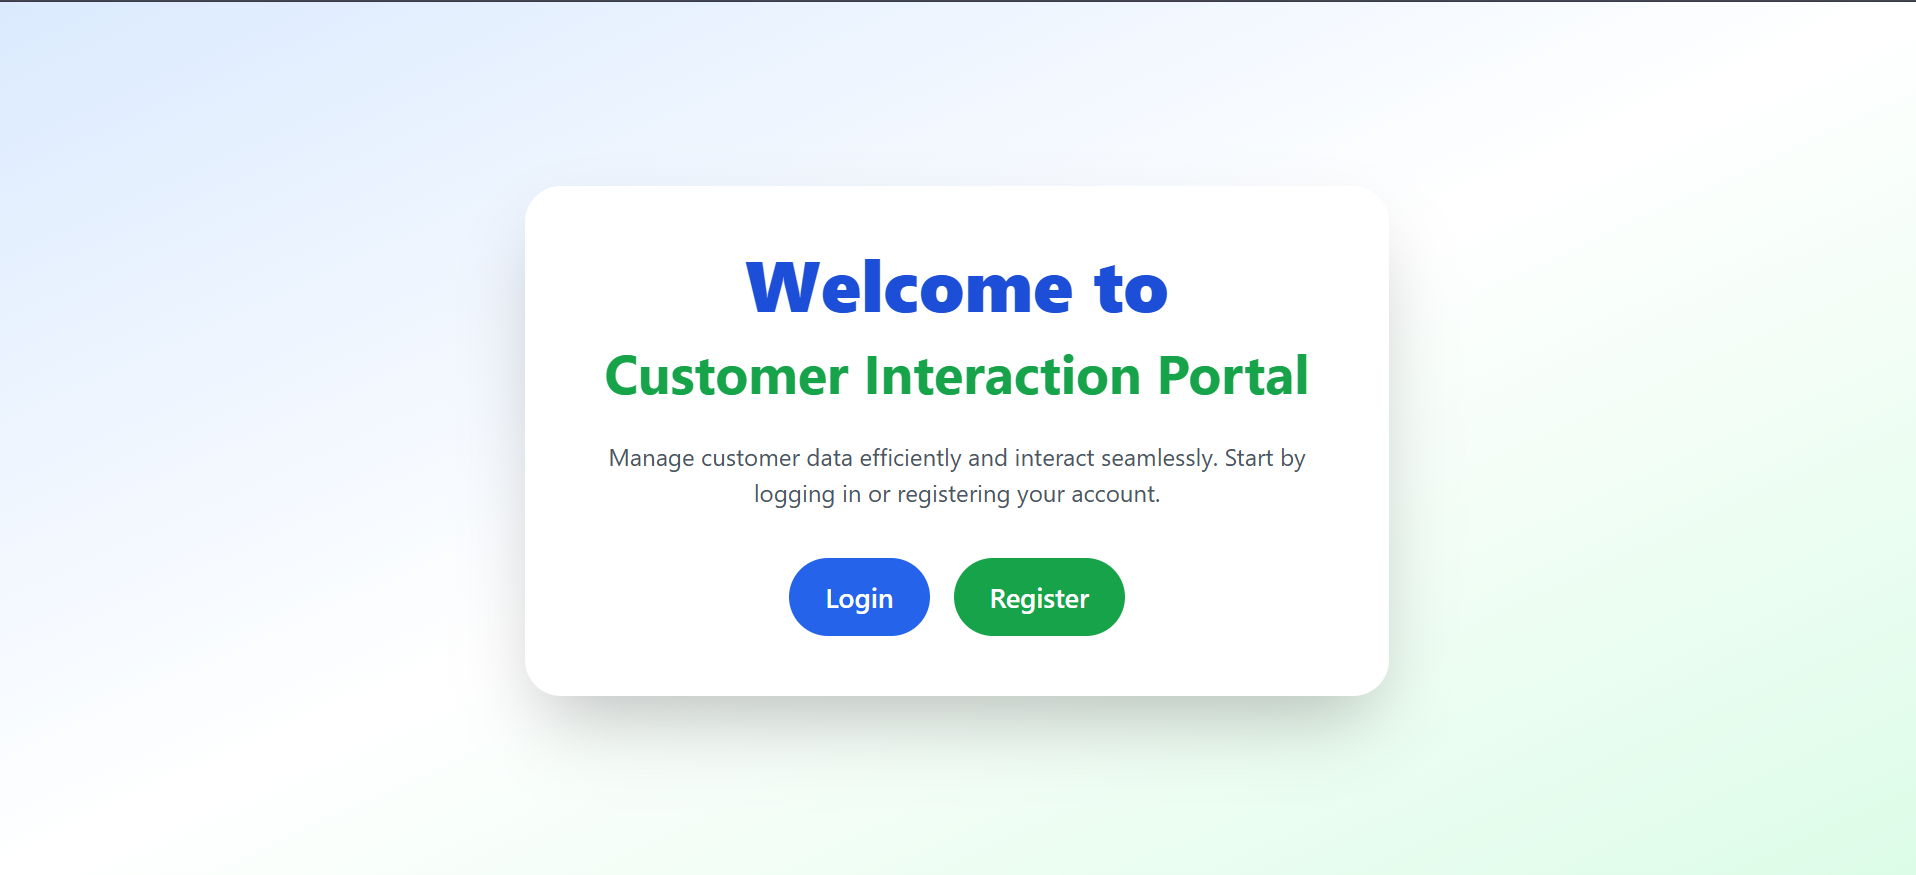 Welcome to
Customer Interaction Portal
Manage customer data efficiently and interact seamlessly. Start by
logging in or registering your account.
Login
Register